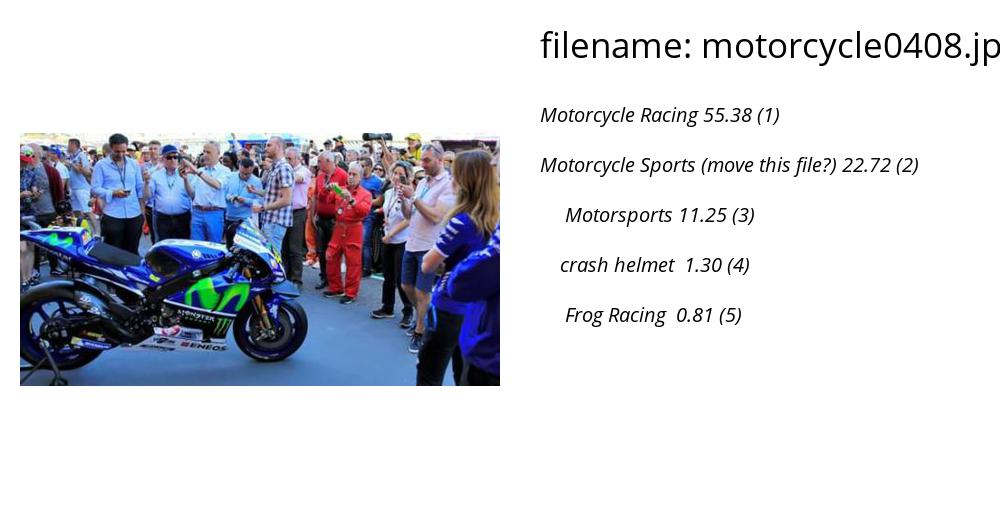 filename: motorcycle0408.jp
Motorcycle Racing 55.38 (1)
Motorcycle Sports (move this file?) 22.72 (2)
Motorsports 11.25 (3)
crash helmet 1.30 (4)
Frog Racing 0.81 (5)
MONSTER
ENEOS